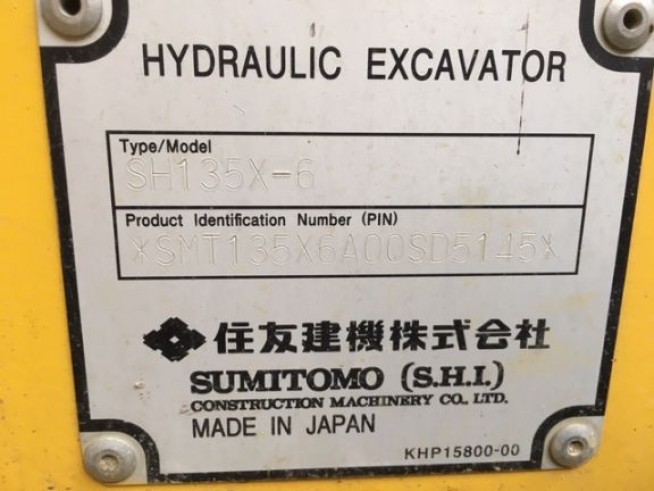 HYDRAULIC EXCAVATOR
Type/Model
SH135X-6
Product Identification Number (PIN)
*SMT135X6A00SD5145*
住友建機株式会社
SUMITOMO (S.H.I.)
CONSTRUCTION MACHINERY CO., LTD.
MADE IN JAPAN
KHP15800-00